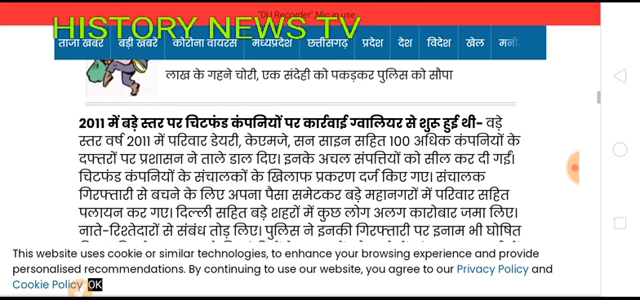 "DU Recorder" Mic in use
HISTORY NEWS TV
ताजा खबर बड़ी खबर कोरोना वायरस मध्यप्रदेश छत्तीसगढ़ प्रदेश देश विदेश खेल मनो
लाख के गहने चोरी, एक संदेही को पकड़कर पुलिस को सौपा
2011 में बड़े स्तर पर चिटफंड कंपनियों पर कार्रवाई ग्वालियर से शुरू हुई थी- वड़े
स्तर वर्ष 2011 में परिवार डेयरी, केएमजे, सन साइन सहित 100 अधिक कंपनियों के
दफ्तरों पर प्रशासन ने ताले डाल दिए। इनके अचल संपत्तियों को सील कर दी गई।
चिटफंड कंपनियों के संचालकों के खिलाफ प्रकरण दर्ज किए गए। संचालक
गिरफ्तारी से बचने के लिए अपना पैसा समेटकर बड़े महानगरों में परिवार सहित
पलायन कर गए। दिल्ली सहित बड़े शहरों में कुछ लोग अलग कारोबार जमा लिए।
नाते-रिश्तेदारों से संबंध तोड़ लिए। पुलिस ने इनकी गिरफ्तारी पर इनाम भी घोषित
This website uses cookie or similar technologies, to enhance your browsing experience and provide
personalised recommendations. By continuing to use our website, you agree to our Privacy Policy and
Cookie Policy. OK